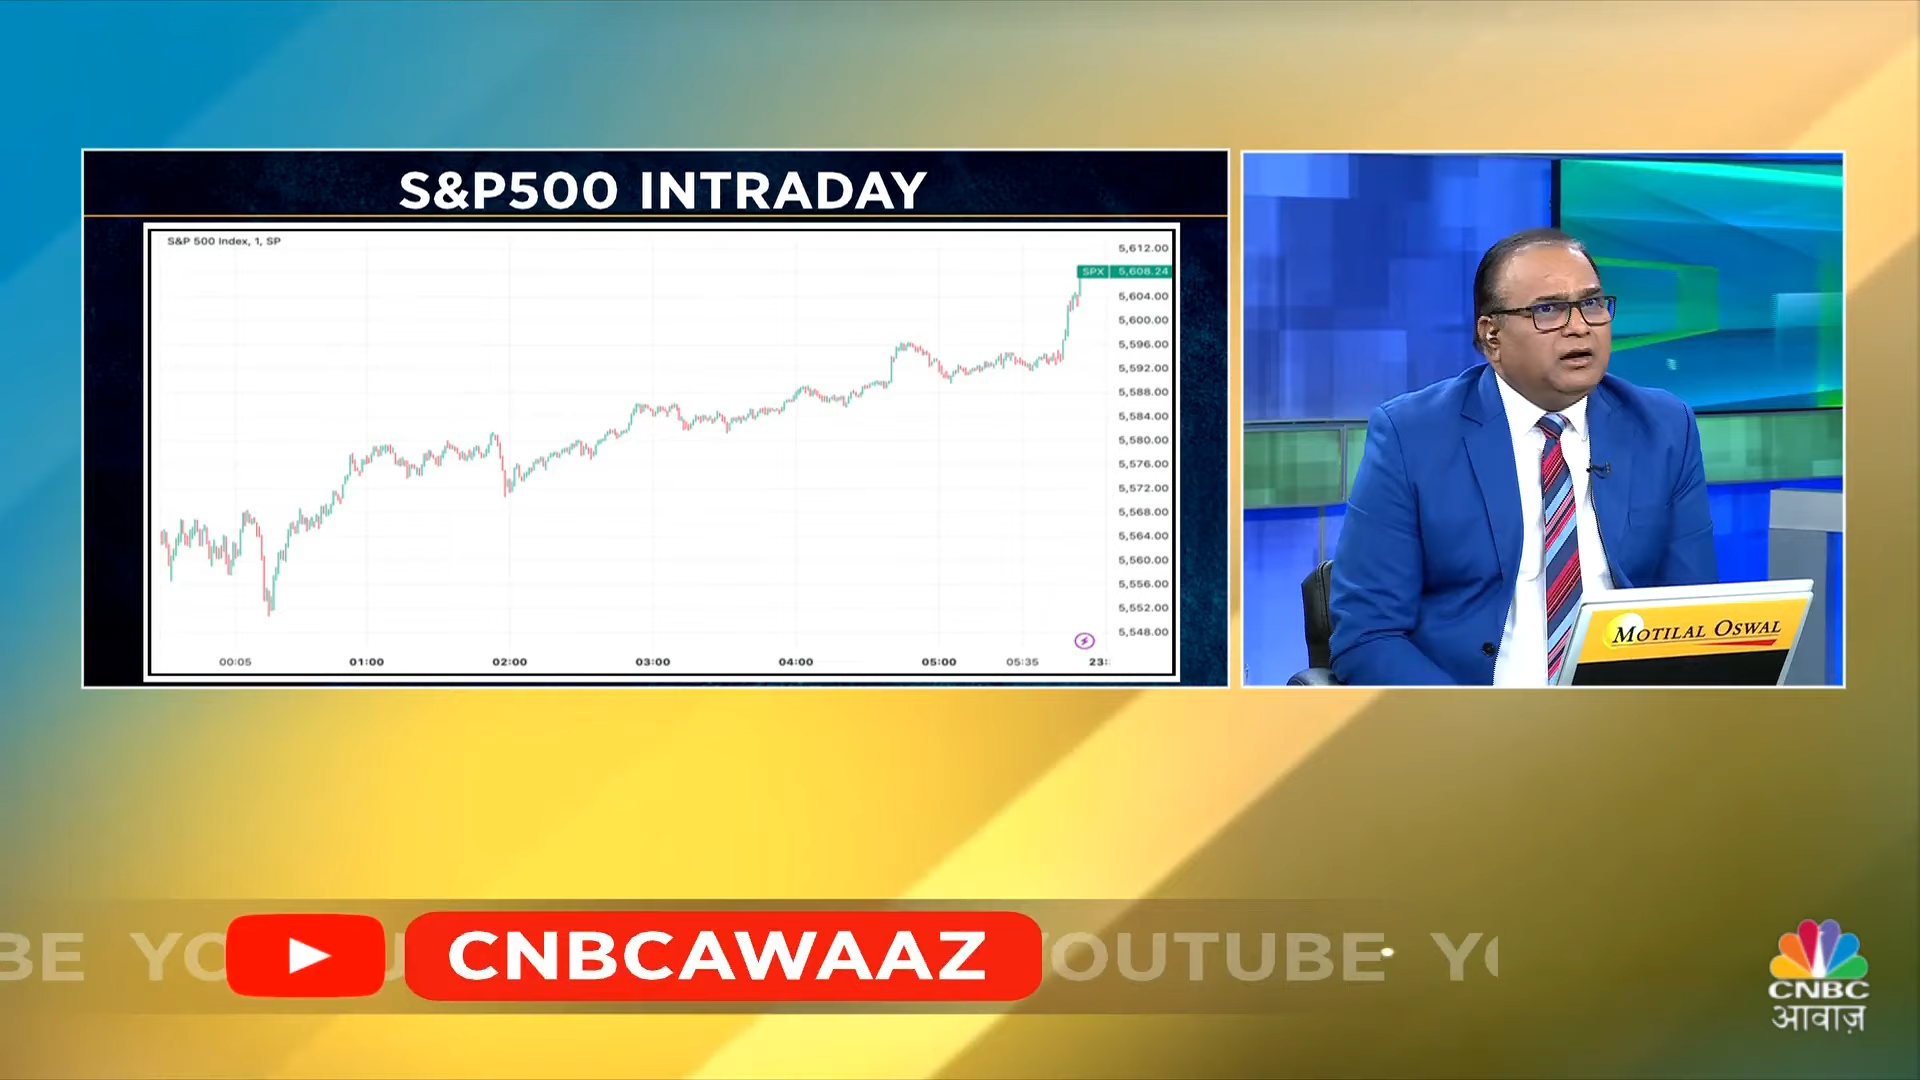 S&P500 INTRADAY
S&P 500 Index, 1, SP
5,612.00
SPX 5,608.24
5,604.00
5,600.00
5,596.00
5,592.00
5,588.00
5,584.00
5,580.00
5,576.00
5,572.00
5,568.00
5,564.00
5,560.00
5,556.00
5,552.00
5,548.00
00:05 01:00 02:00 03:00 04:00 05:00 05:35 23:
MOTILAL OSWAL
BE YO U CNBCAWAAZ OUTUBE YO
CNBC
आवाज़